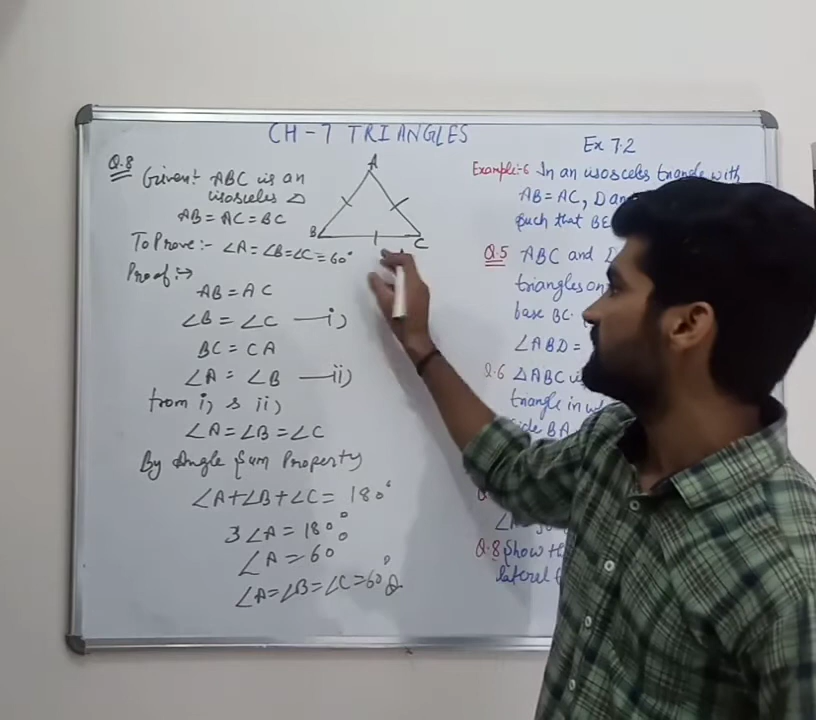 CH-7 TRIANGLES
Ex 7.2
Q.8 Given:- ABC is an
isosceles Δ
AB = AC = BC
To Prove:- ∠A = ∠B = ∠C = 60°
Proof:→
AB = AC
∠B = ∠C —i)
BC = CA
∠A = ∠B —ii)
from i) & ii)
∠A = ∠B = ∠C
By Angle Sum Property
∠A + ∠B + ∠C = 180°
3∠A = 180°
∠A = 60°
∠A = ∠B = ∠C = 60°
A
B
C
Example:-6 In an isosceles triangle with
AB = AC, D an
such that BE
Q.5 ABC and
triangles on
base BC.
∠ABD =
Q.6 ΔABC is
triangle in
side BA
Q.8 Show th
lateral